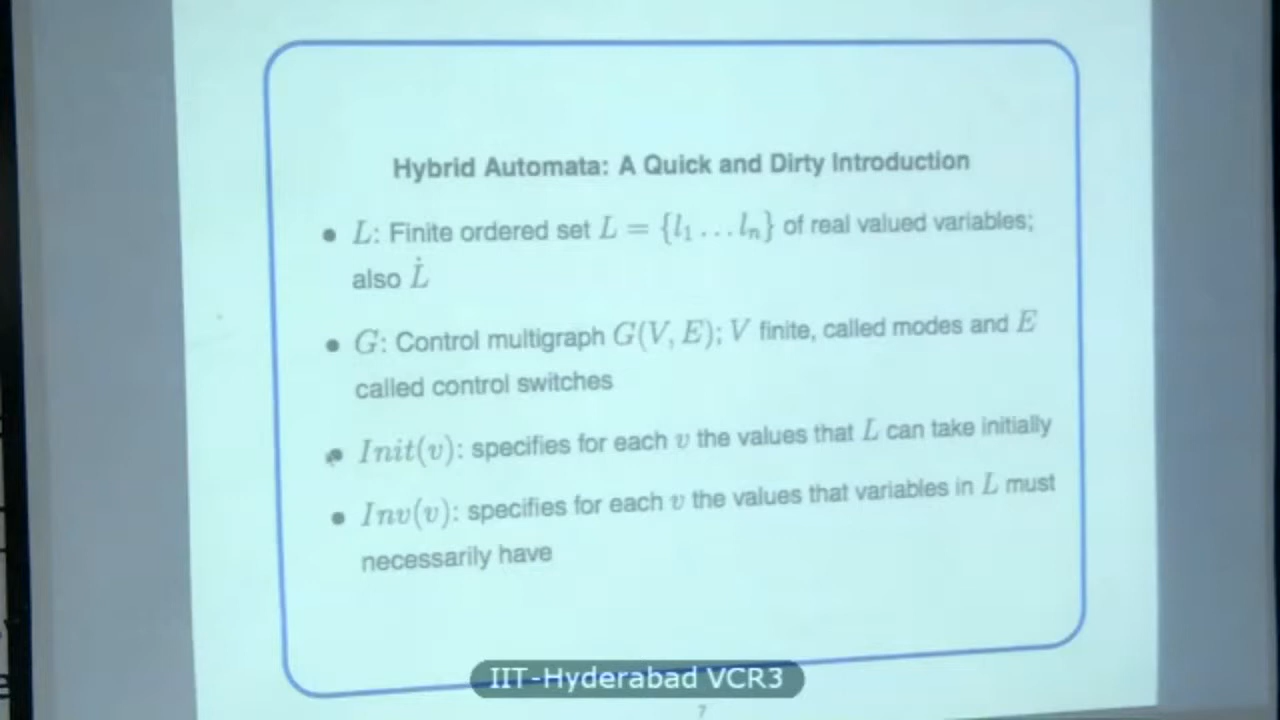 Hybrid Automata: A Quick and Dirty Introduction
• L: Finite ordered set L = {l₁ … lₙ} of real valued variables;
also L̇
• G: Control multigraph G(V, E); V finite, called modes and E
called control switches
• Init(v): specifies for each v the values that L can take initially
• Inv(v): specifies for each v the values that variables in L must
necessarily have
IIT-Hyderabad VCR3
7